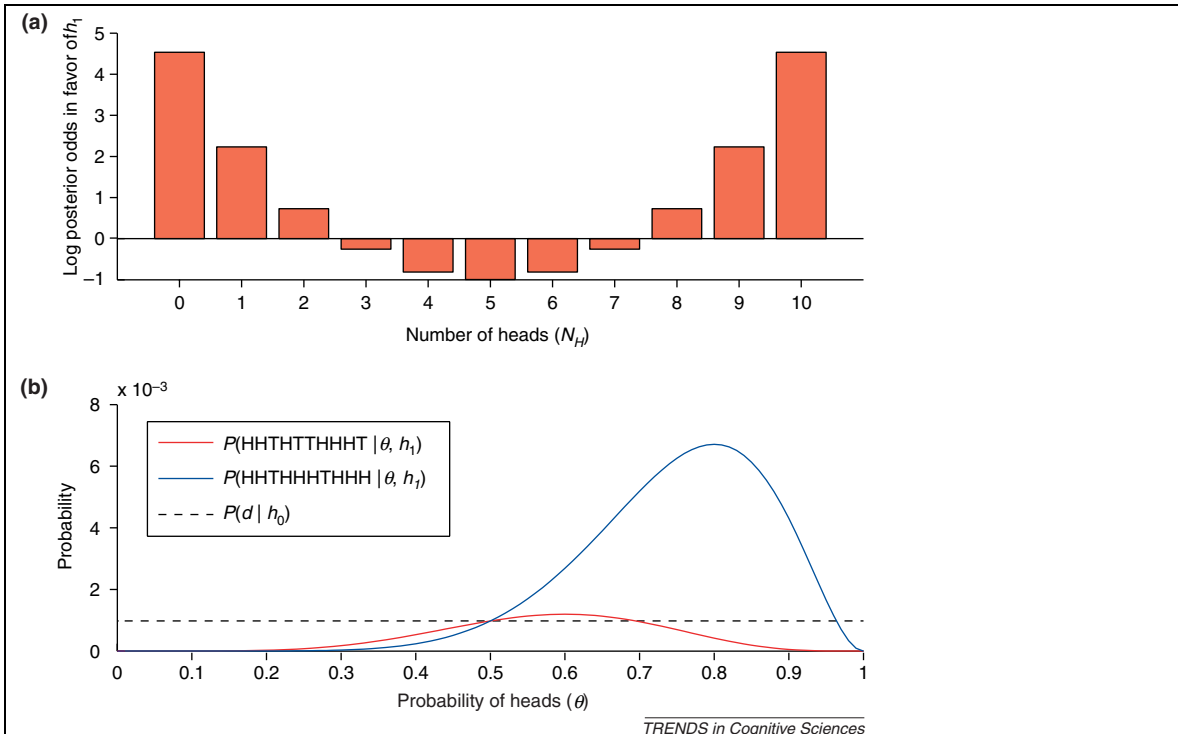 (a)
Log posterior odds in favor of h1
5
4
3
2
1
0
–1
0 1 2 3 4 5 6 7 8 9 10
Number of heads (NH)
(b)
x 10–3
Probability
8
6
4
2
0
P(HHTHTTHHHT | θ, h1)
P(HHTHHHTHHH | θ, h1)
P(d | h0)
0 0.1 0.2 0.3 0.4 0.5 0.6 0.7 0.8 0.9 1
Probability of heads (θ)
TRENDS in Cognitive Sciences